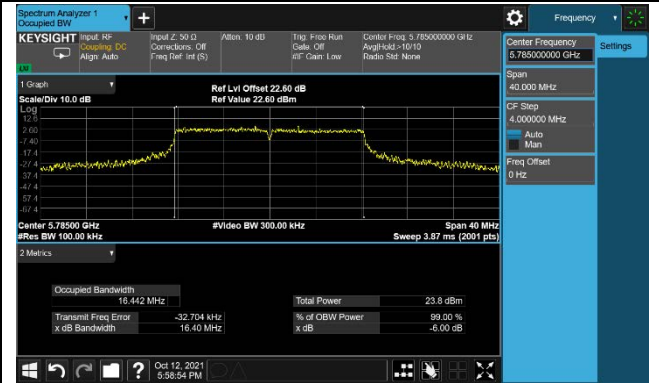 Spectrum Analyzer 1
Occupied BW
+
Frequency
KEYSIGHT
Input: RF
Coupling: DC
Align: Auto
Input Z: 50 Ω
Corrections: Off
Freq Ref: Int (S)
Atten: 10 dB
Trig: Free Run
Gate: Off
#IF Gain: Low
Center Freq: 5.785000000 GHz
Avg|Hold:>10/10
Radio Std: None
Center Frequency
5.785000000 GHz
Settings
Span
40.000 MHz
CF Step
4.000000 MHz
Auto
Man
Freq Offset
0 Hz
1 Graph
Scale/Div 10.0 dB
Ref Lvl Offset 22.60 dB
Ref Value 22.60 dBm
Log
12.6
2.60
-7.40
-17.4
-27.4
-37.4
-47.4
-57.4
-67.4
Center 5.78500 GHz
#Video BW 300.00 kHz
Span 40 MHz
#Res BW 100.00 kHz
Sweep 3.87 ms (2001 pts)
2 Metrics
Occupied Bandwidth
16.442 MHz
Total Power
23.8 dBm
Transmit Freq Error
-32.704 kHz
% of OBW Power
99.00 %
x dB Bandwidth
16.40 MHz
x dB
-6.00 dB
?
Oct 12, 2021
5:58:54 PM